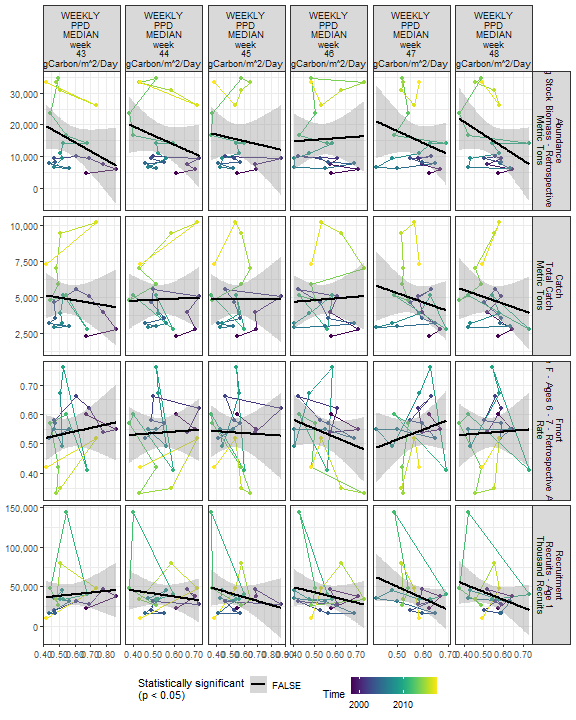 WEEKLY WEEKLY WEEKLY WEEKLY WEEKLY WEEKLY
PPD PPD PPD PPD PPD PPD
MEDIAN MEDIAN MEDIAN MEDIAN MEDIAN MEDIAN
week week week week week week
43 44 45 46 47 48
gCarbon/m^2/Day gCarbon/m^2/Day gCarbon/m^2/Day gCarbon/m^2/Day gCarbon/m^2/Day gCarbon/m^2/Day
30,000
20,000
10,000
0
Abundance
Stock Biomass - Retrospective
Metric Tons
10,000
7,500
5,000
2,500
Catch
Total Catch
Metric Tons
0.70
0.60
0.50
0.40
Fmort
F - Ages 6 - 7 - Retrospective A
Rate
150,000
100,000
50,000
0
Recruitment
Recruits - Age 1
Thousand Recruits
0.40 0.50 0.60 0.70 0.80 0.40 0.50 0.60 0.70 0.40 0.50 0.60 0.70 0.80 0.90 0.40 0.50 0.60 0.70 0.40 0.50 0.60 0.70 0.40 0.50 0.60 0.70
Statistically significant
(p < 0.05)
FALSE
Time
2000 2010